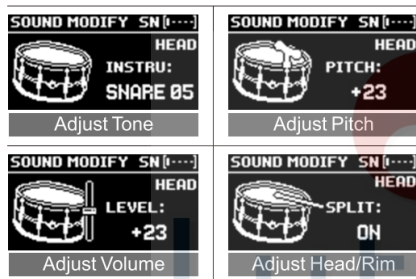 SOUND MODIFY SN[I----]
HEAD
INSTRU:
SNARE 05
Adjust Tone
SOUND MODIFY SN[I----]
HEAD
PITCH:
+23
Adjust Pitch
SOUND MODIFY SN[I----]
HEAD
LEVEL:
+23
Adjust Volume
SOUND MODIFY SN[I----]
HEAD
SPLIT:
ON
Adjust Head/Rim